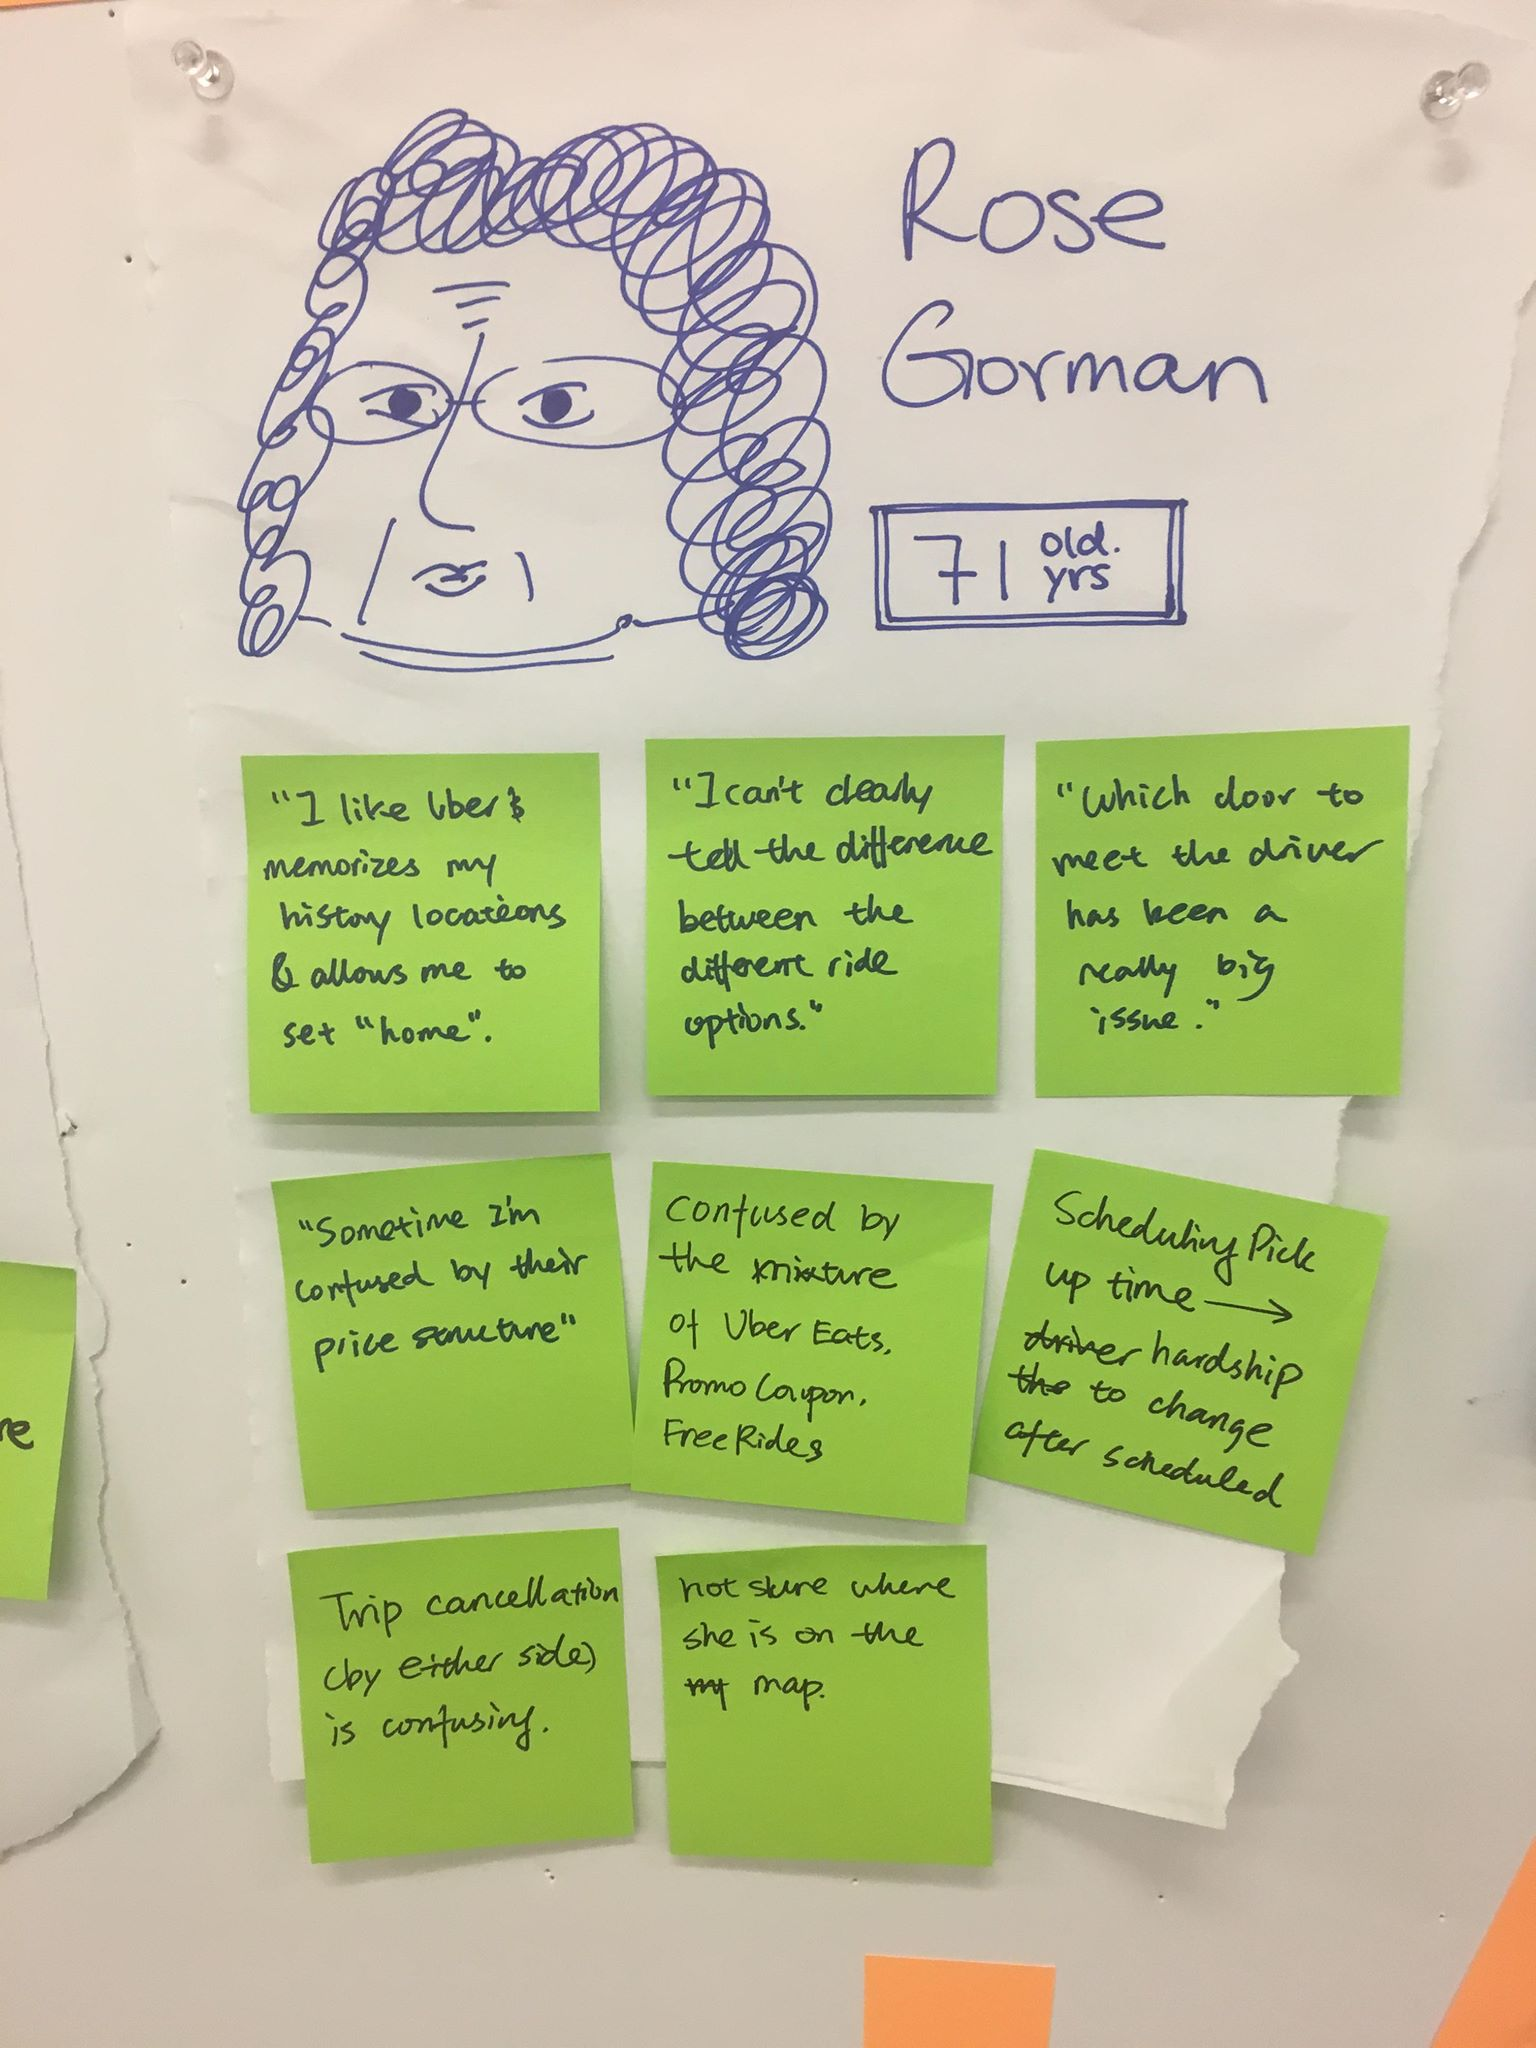 Rose
Gorman
71 old.
yrs
"I like Uber &
memorizes my
history locations
& allows me to
set "home".
"I can't clearly
tell the difference
between the
different ride
options."
"Which door to
meet the driver
has been a
really big
issue."
"Sometime I'm
confused by their
price structure"
Confused by
the mixture
of Uber Eats,
Promo Coupon,
Free Rides
Scheduling Pick
up time →
driver hardship
the to change
after scheduled
Trip cancellation
(by either side)
is confusing.
not sure where
she is on the
my map.
re